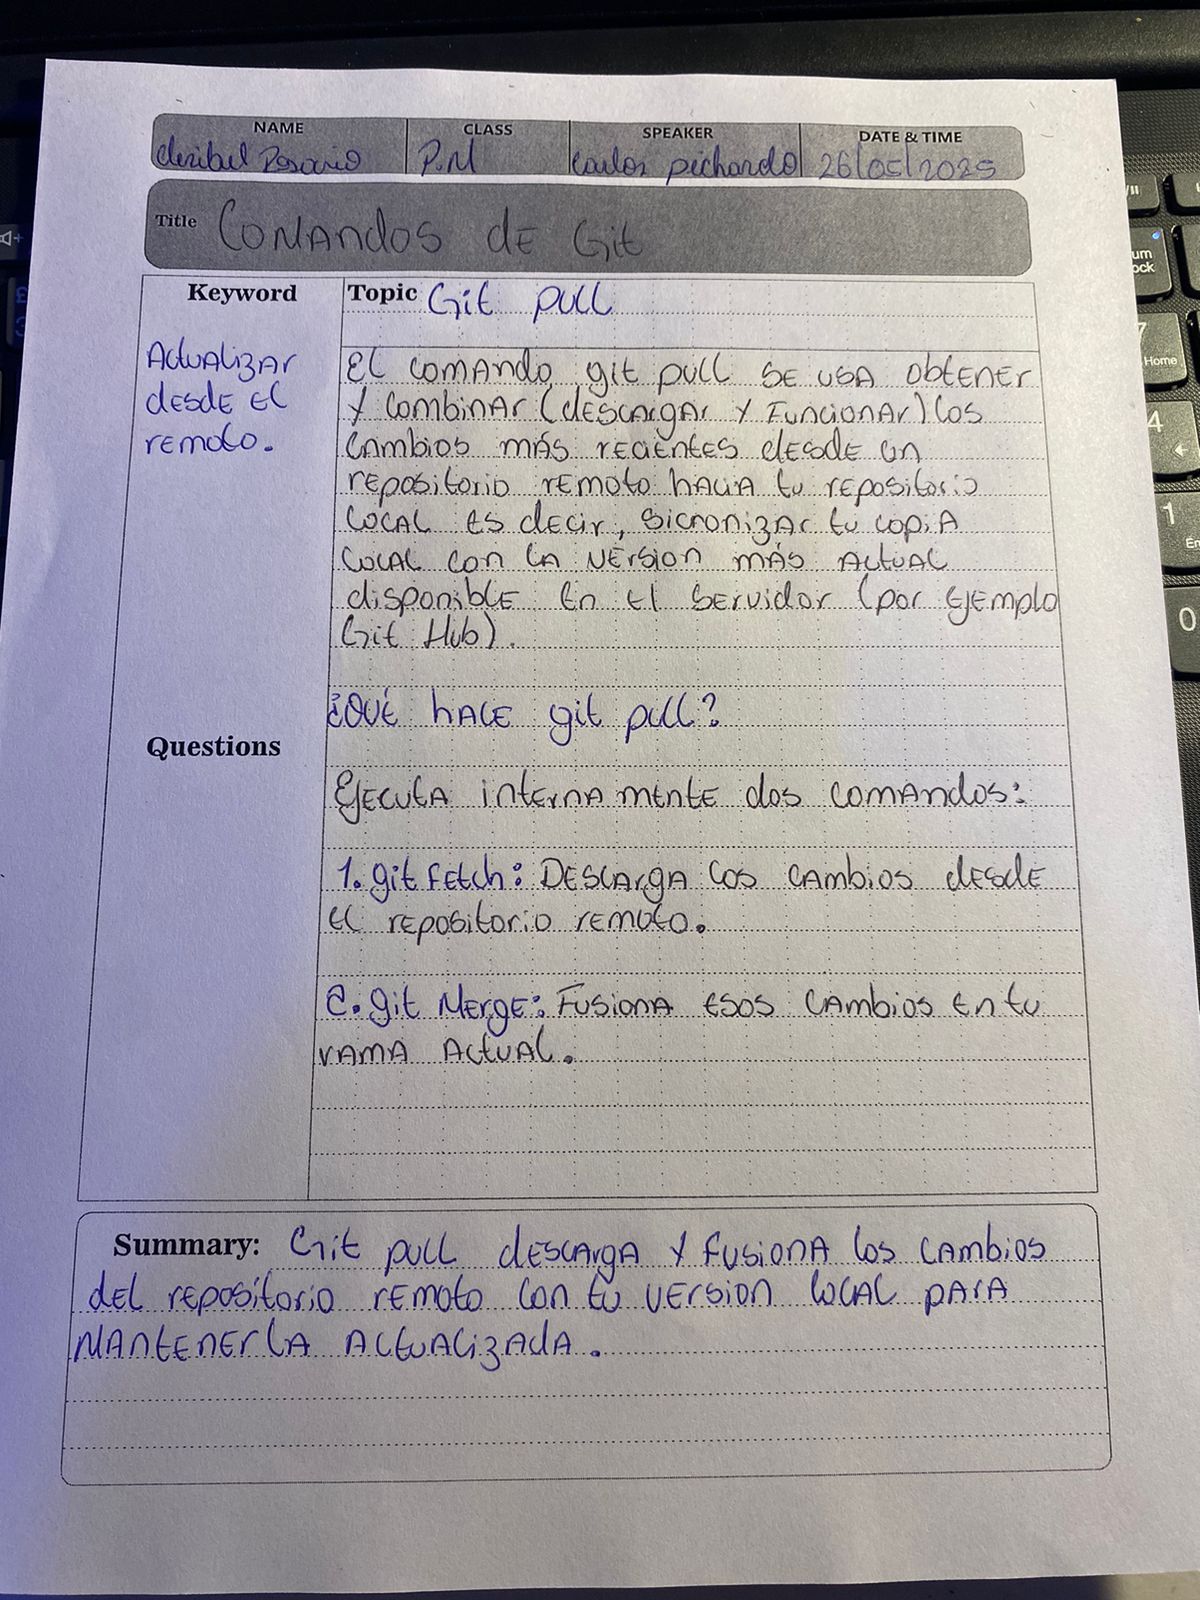 NAME CLASS SPEAKER DATE & TIME
Rosario P.M Carlos pichardo 26/05/2025
Title Comandos de Git
Keyword Topic Git pull
Actualizar
desde el
remoto.
El comando git pull se usa obtener
y combinar (descargar y Funcionar) los
cambios más recientes desde un
repositorio remoto hacia tu repositorio
local es decir, sicronizar tu copia
local con la version más actual
disponible en el servidor (por ejemplo
Git Hub).
¿Qué hace git pull?
Questions
Ejecuta internamente dos comandos:
1. git fetch: Descarga los cambios desde
el repositorio remoto.
2. git Merge: Fusiona esos cambios en tu
rama actual.
Summary: Git pull descarga y fusiona los cambios
del repositorio remoto con tu version local para
mantenerla actualizada.
7
Home
4
1
0